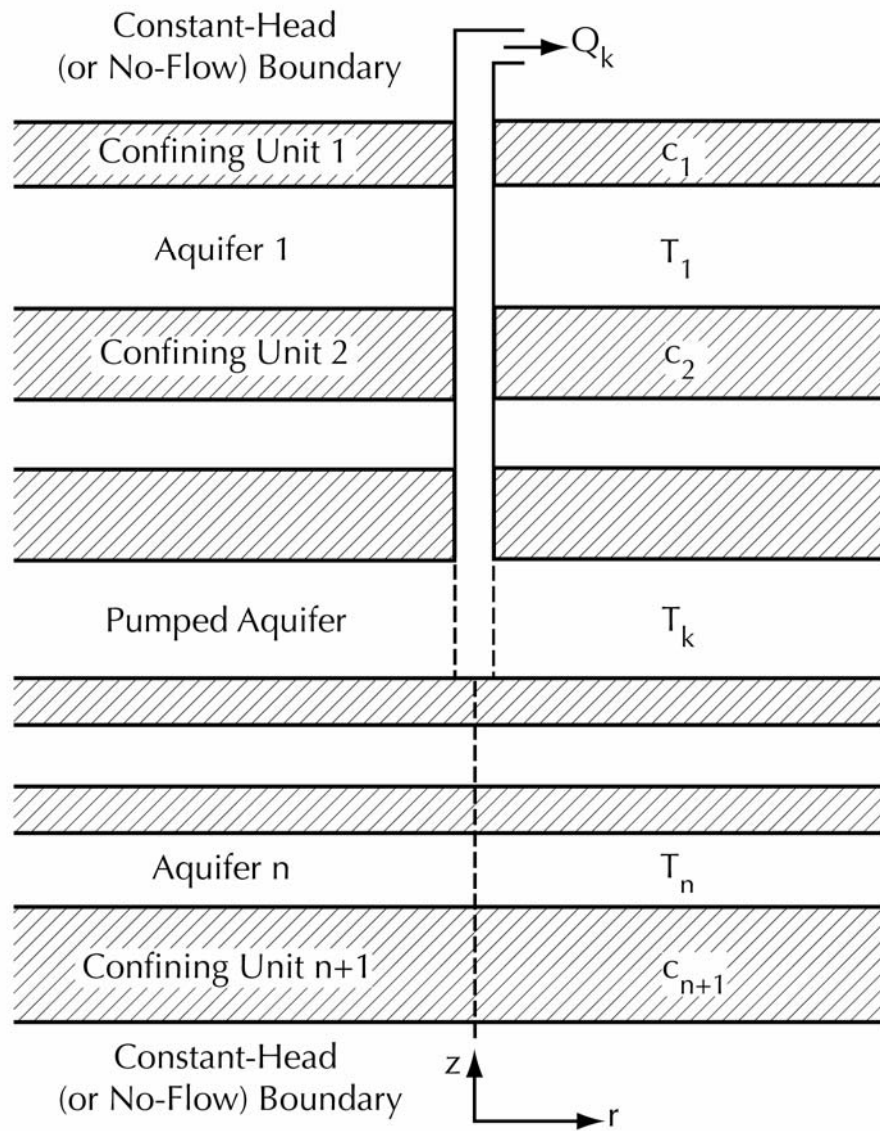 Constant-Head
(or No-Flow) Boundary
Q_k
Confining Unit 1
c_1
Aquifer 1
T_1
Confining Unit 2
c_2
Pumped Aquifer
T_k
Aquifer n
T_n
Confining Unit n+1
c_{n+1}
Constant-Head
(or No-Flow) Boundary
z
r